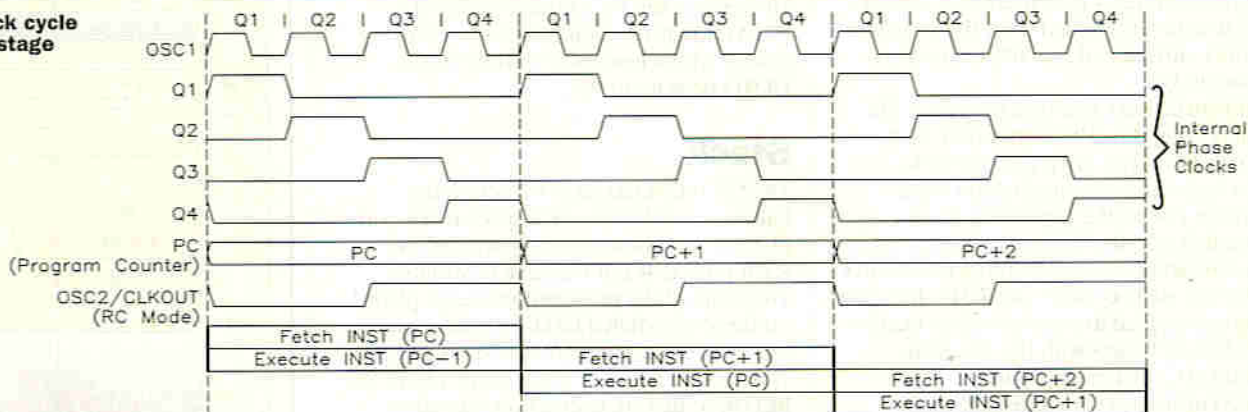 ck cycle
stage
Q1 | Q2 | Q3 | Q4 | Q1 | Q2 | Q3 | Q4 | Q1 | Q2 | Q3 | Q4
OSC1
Q1
Q2
Q3
Q4
Internal
Phase
Clocks
PC
(Program Counter)
PC
PC+1
PC+2
OSC2/CLKOUT
(RC Mode)
Fetch INST (PC)
Execute INST (PC-1)
Fetch INST (PC+1)
Execute INST (PC)
Fetch INST (PC+2)
Execute INST (PC+1)